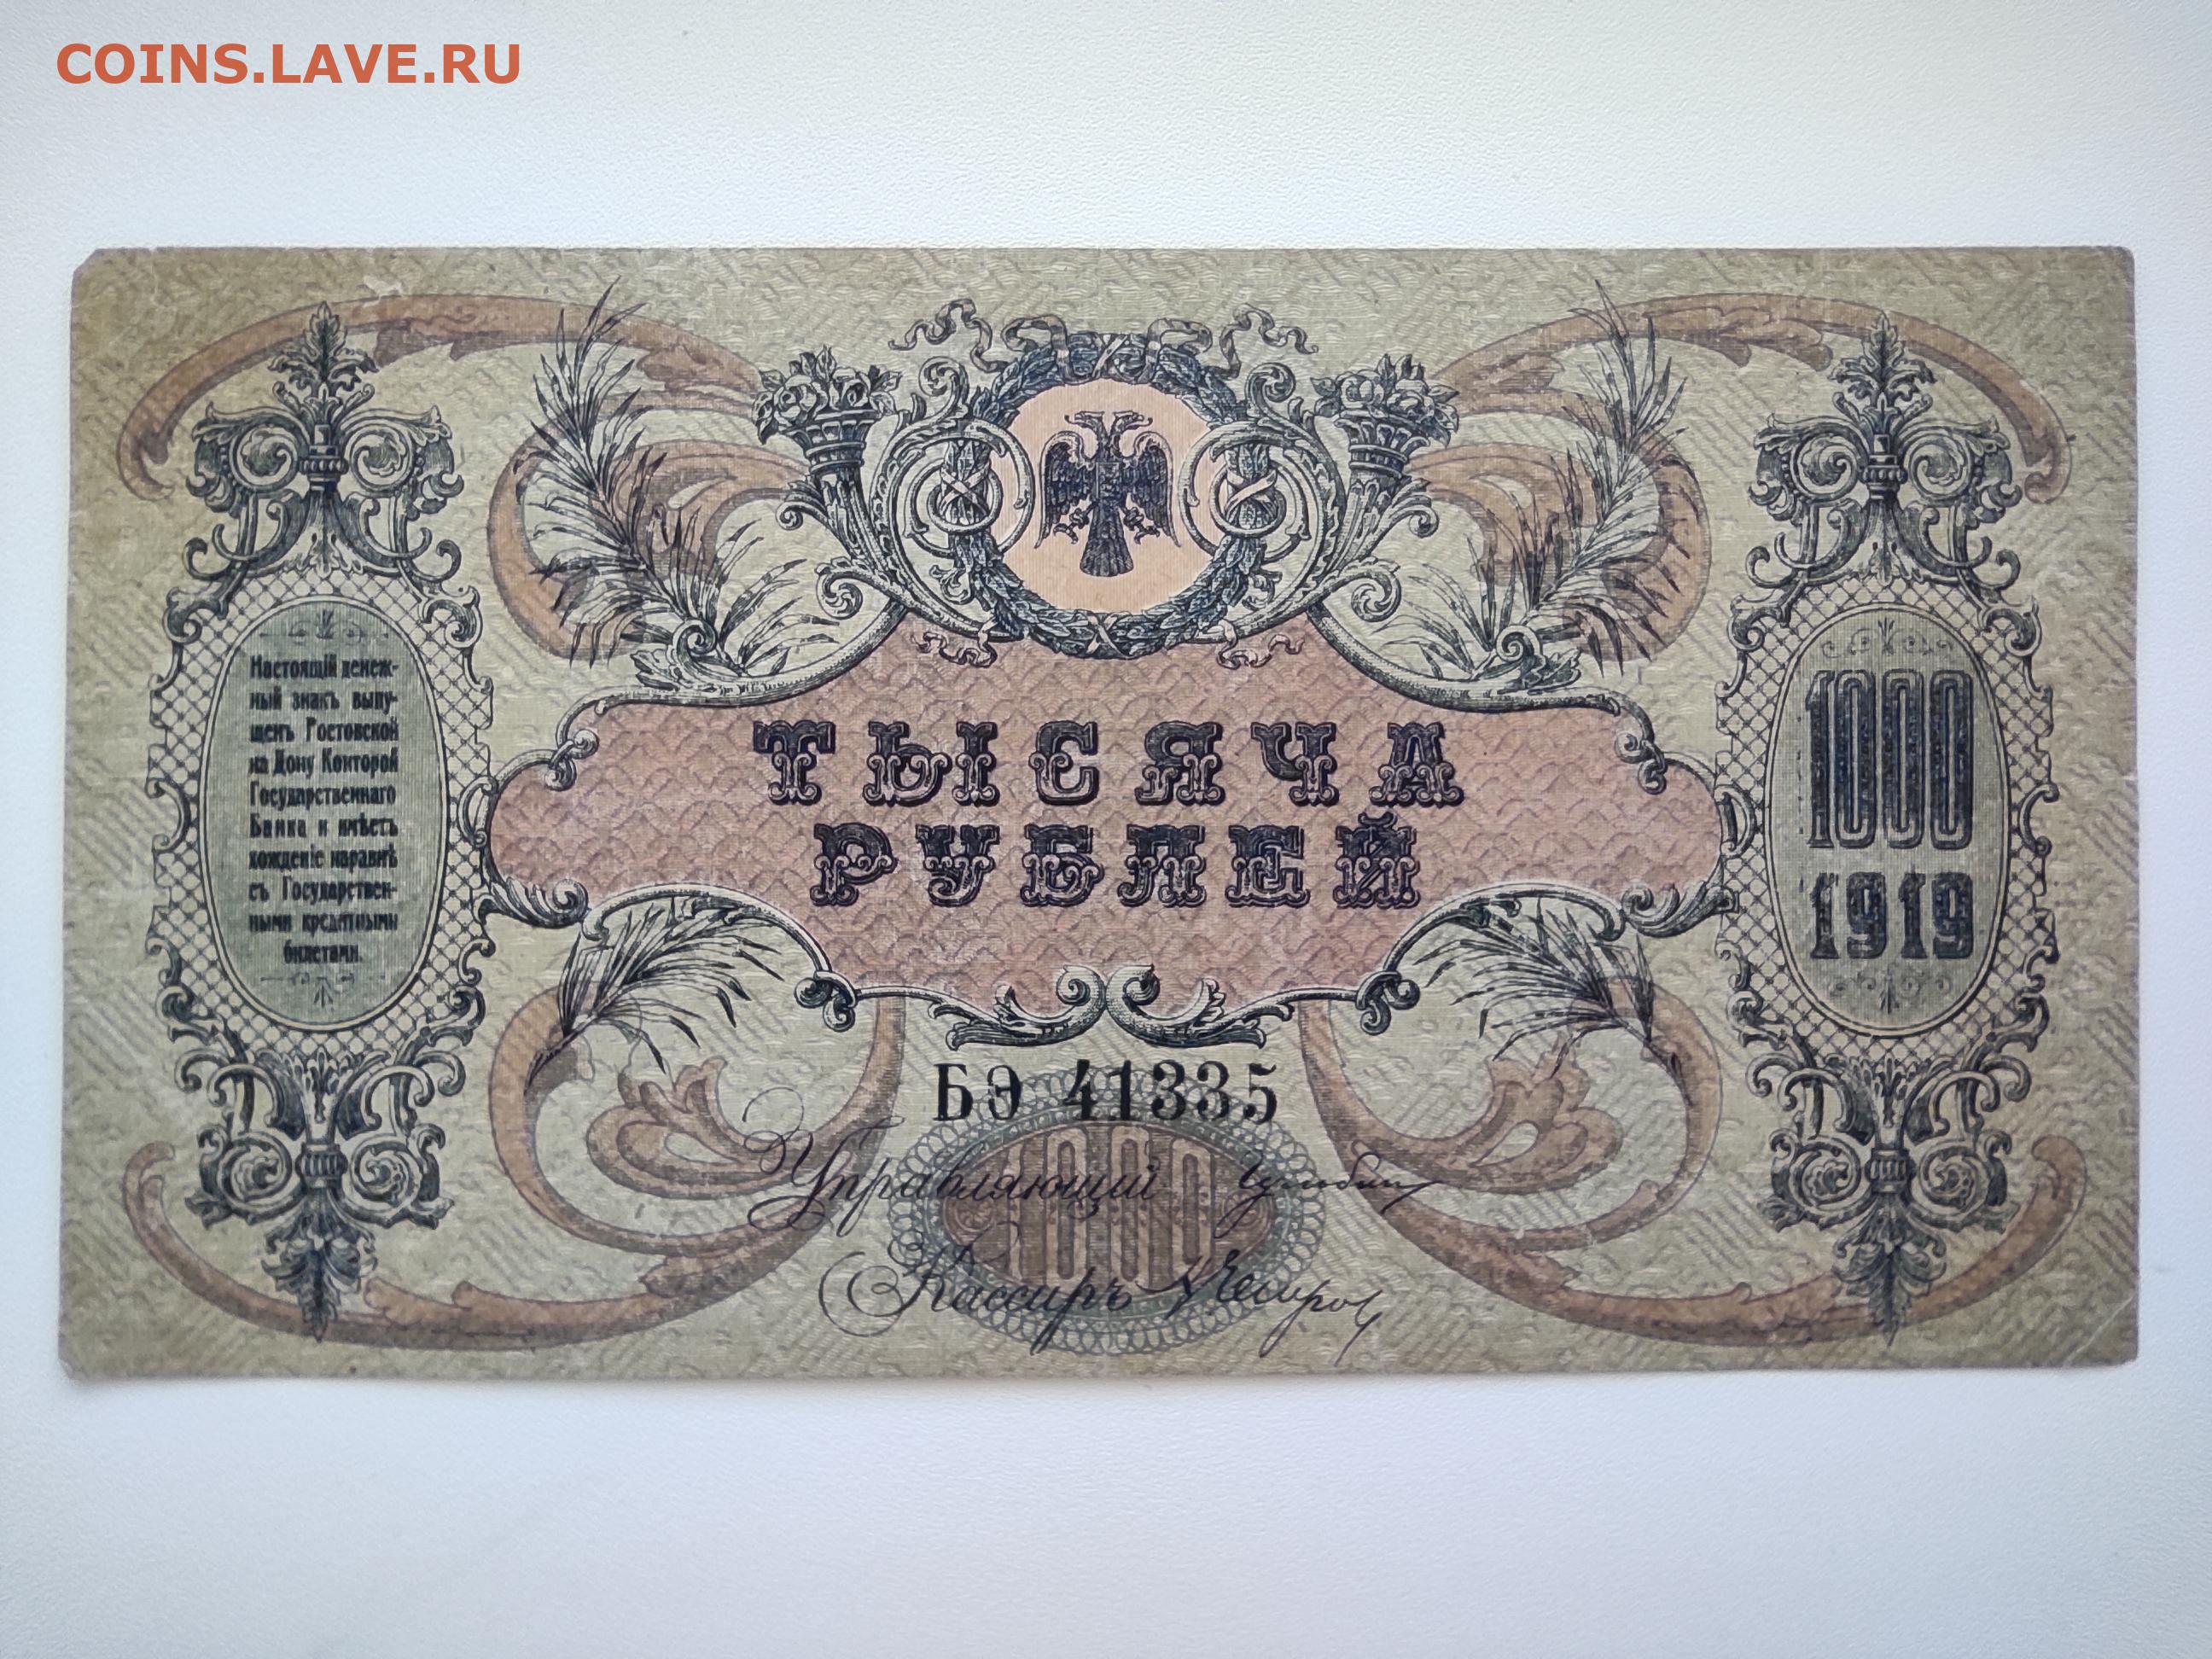 COINS.LAVE.RU
Настоящій денеж-
ный знакъ выпу-
щенъ Ростовской
на Дону Конторой
Государственнаго
Банка и имѣетъ
хожденіе наравнѣ
съ Государствен-
ными кредитными
билетами.
ТЫСЯЧА
РУБЛЕЙ
1000
1919
БЭ 41335
1000
Управляющій
Кассиръ